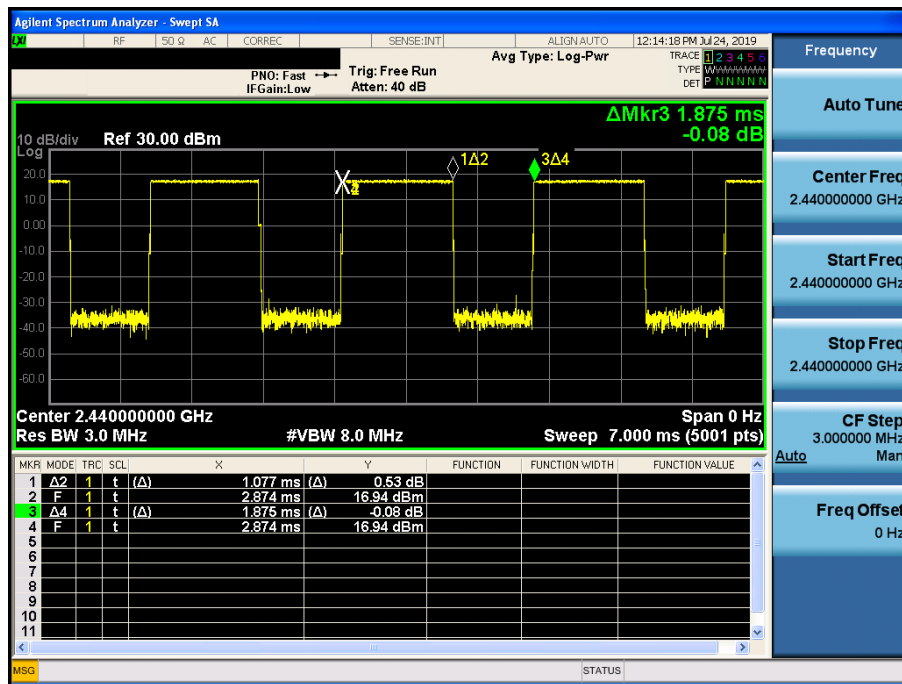 Agilent Spectrum Analyzer - Swept SA
LXI RF 50 Ω AC CORREC SENSE:INT ALIGN AUTO 12:14:18 PM Jul 24, 2019
Avg Type: Log-Pwr
TRACE 1 2 3 4 5 6
PNO: Fast Trig: Free Run
TYPE WWWWWW
IFGain:Low Atten: 40 dB
DET P N N N N N
ΔMkr3 1.875 ms
-0.08 dB
10 dB/div Ref 30.00 dBm
Log
1Δ2 3Δ4
20.0
10.0
0.00
-10.0
-20.0
-30.0
-40.0
-50.0
-60.0
Center 2.440000000 GHz Span 0 Hz
Res BW 3.0 MHz #VBW 8.0 MHz Sweep 7.000 ms (5001 pts)
MKR MODE TRC SCL X Y FUNCTION FUNCTION WIDTH FUNCTION VALUE
1 Δ2 1 t (Δ) 1.077 ms (Δ) 0.53 dB
2 F 1 t 2.874 ms 16.94 dBm
3 Δ4 1 t (Δ) 1.875 ms (Δ) -0.08 dB
4 F 1 t 2.874 ms 16.94 dBm
5
6
7
8
9
10
11
MSG STATUS
Frequency
Auto Tune
Center Freq
2.440000000 GHz
Start Freq
2.440000000 GHz
Stop Freq
2.440000000 GHz
CF Step
3.000000 MHz
Auto Man
Freq Offset
0 Hz